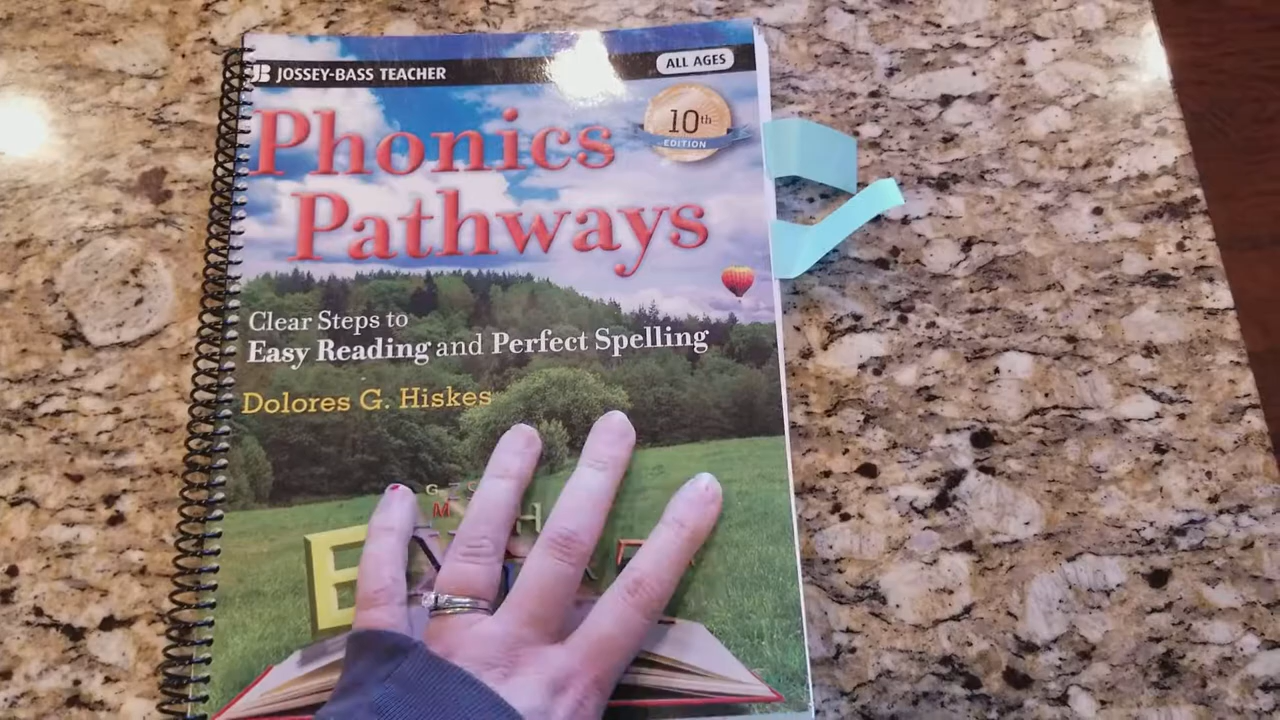 JB JOSSEY-BASS TEACHER
ALL AGES
Phonics
Pathways
10th
EDITION
Clear Steps to
Easy Reading and Perfect Spelling
Dolores G. Hiskes